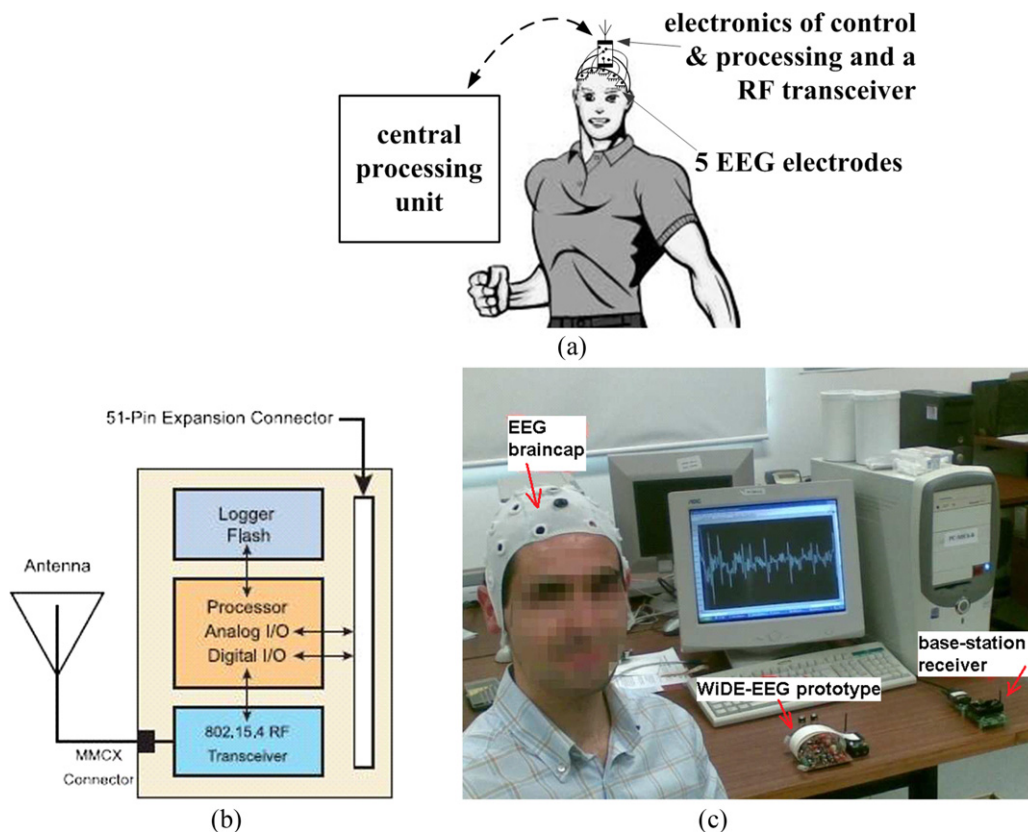 electronics of control
& processing and a
RF transceiver
central
processing
unit
5 EEG electrodes
(a)
51-Pin Expansion Connector
Logger
Flash
Antenna
Processor
Analog I/O
Digital I/O
802.15.4 RF
Transceiver
MMCX
Connector
(b)
EEG
braincap
base-station
receiver
WiDE-EEG prototype
(c)